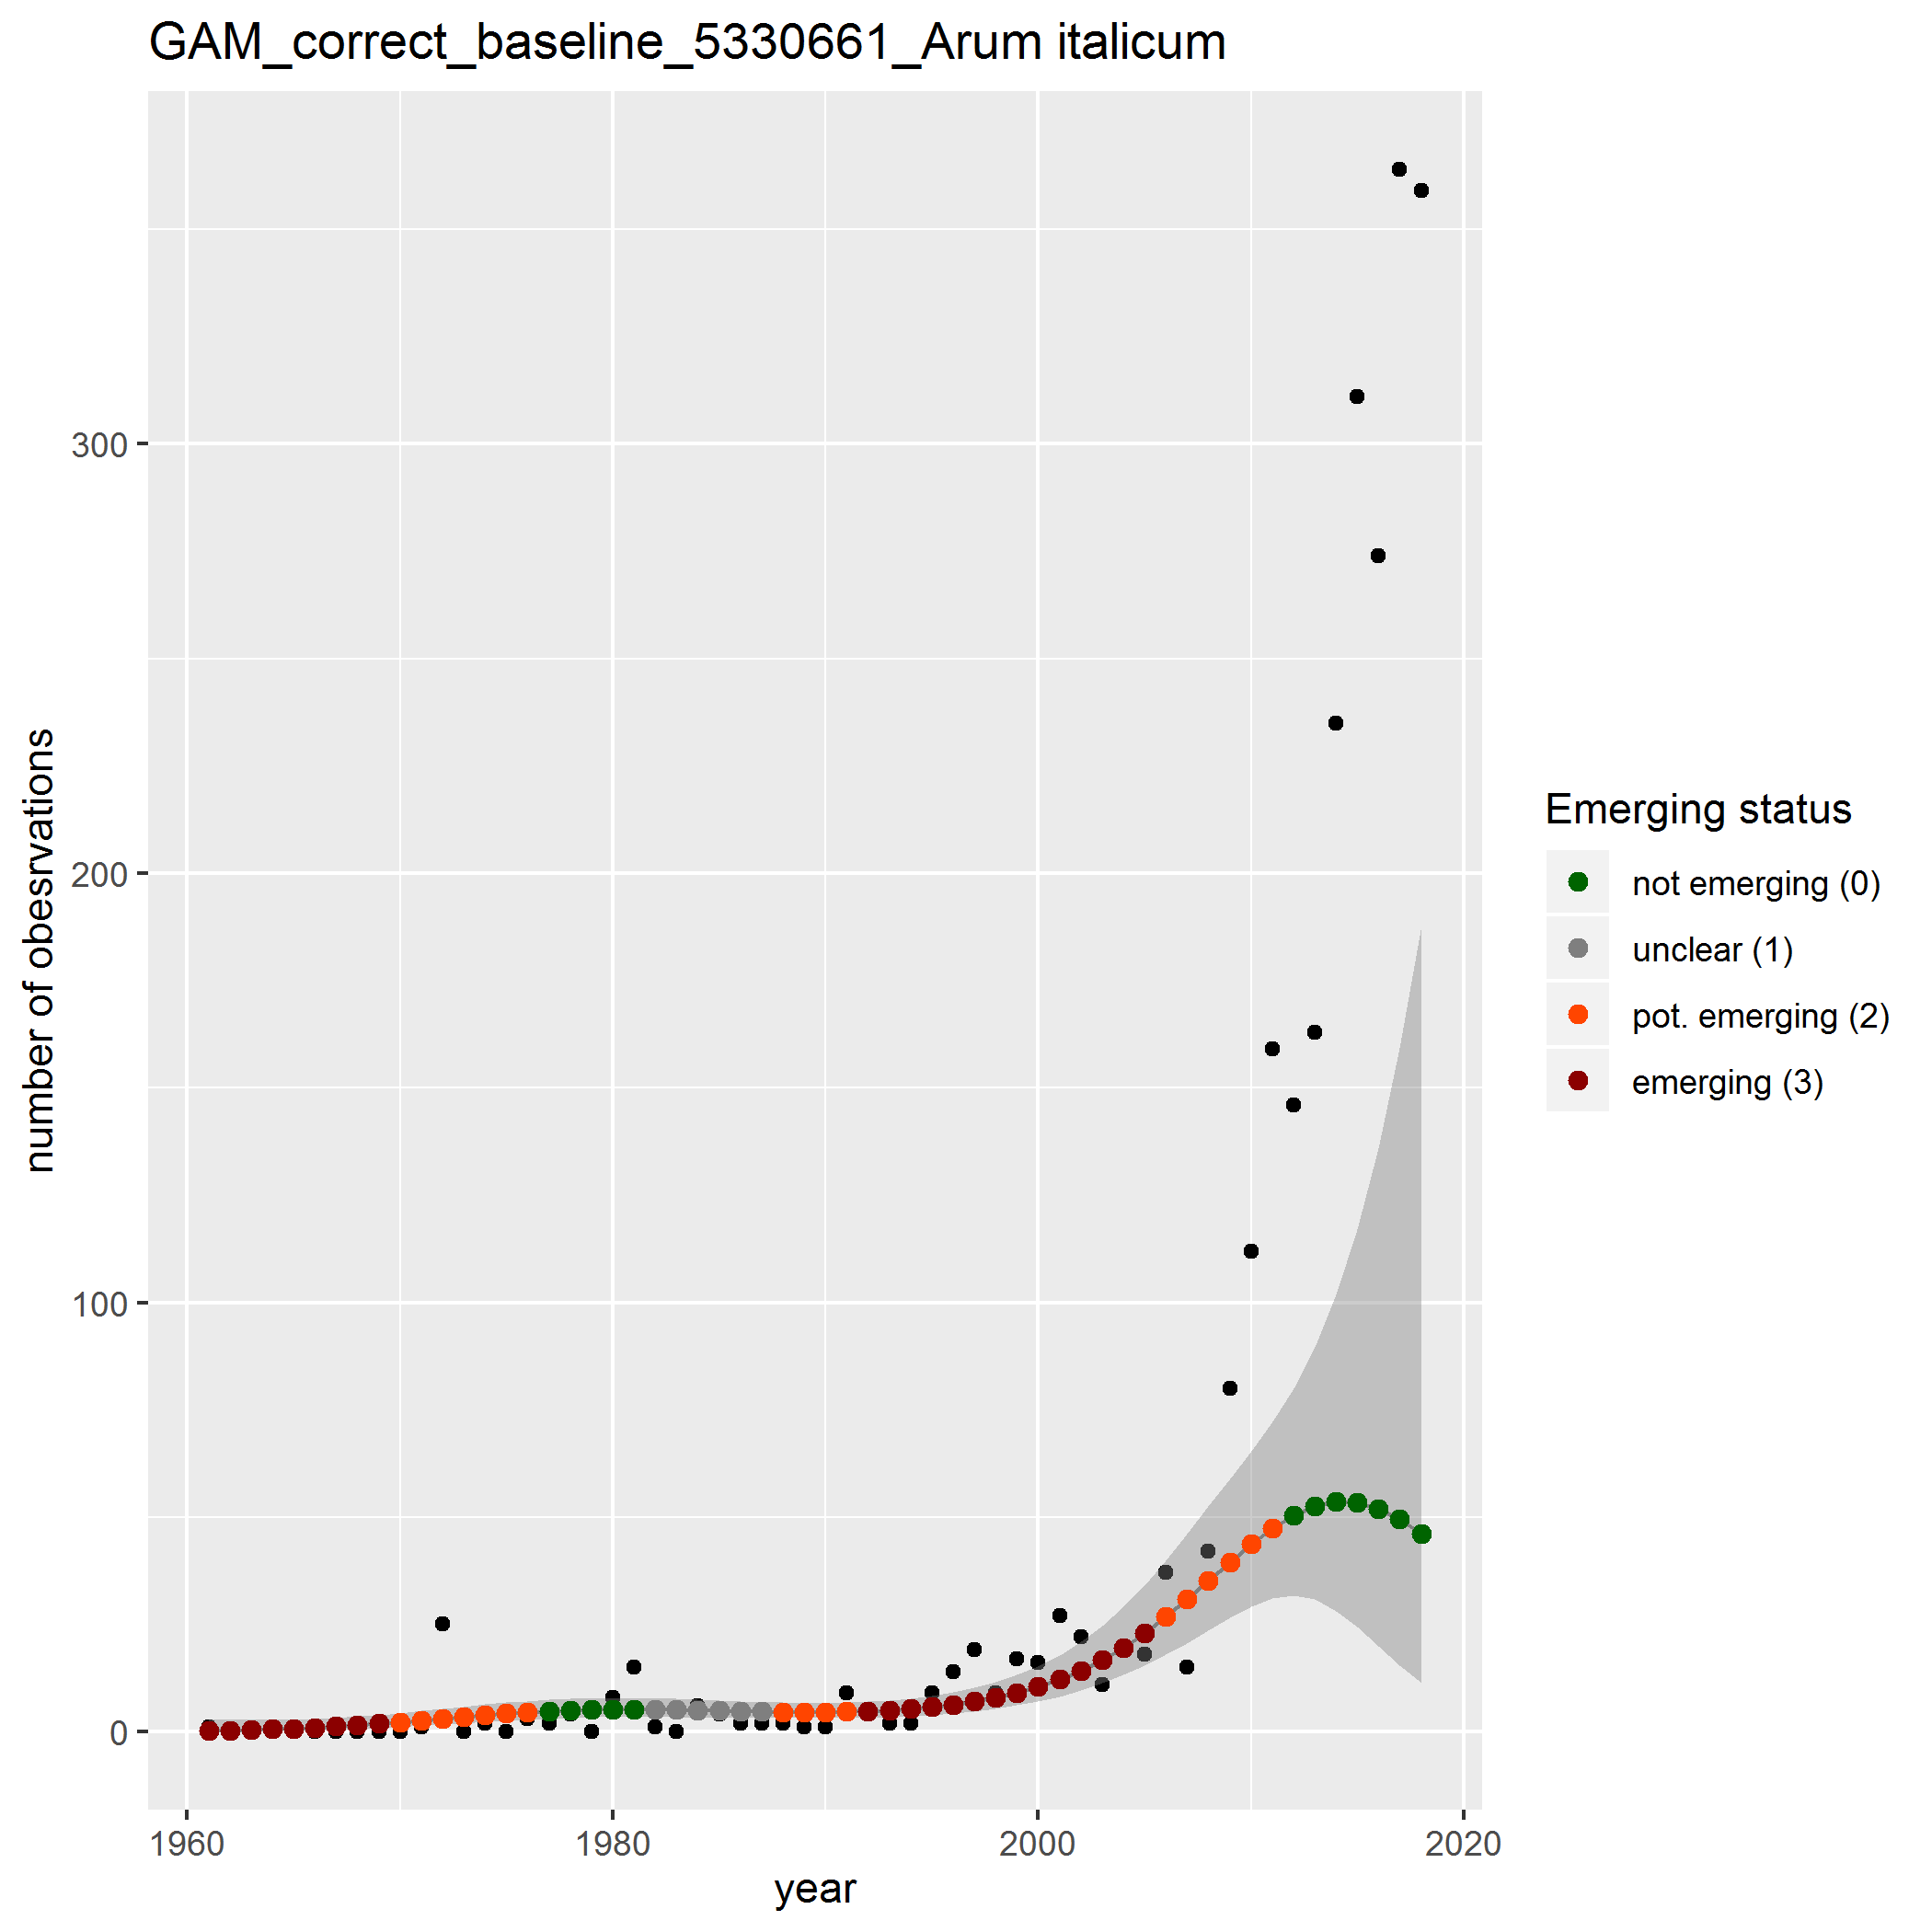 GAM_correct_baseline_5330661_Arum italicum
number of obesrvations
300
200
100
0
1960
1980
2000
2020
year
Emerging status
not emerging (0)
unclear (1)
pot. emerging (2)
emerging (3)